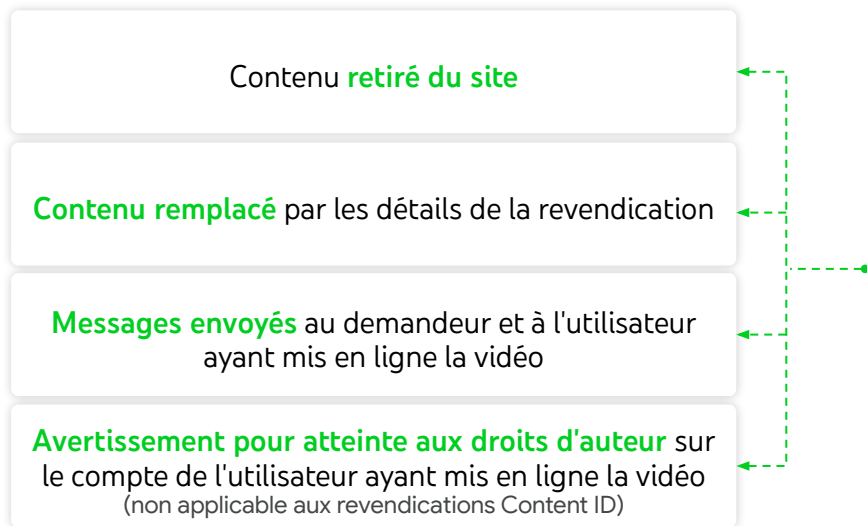 Contenu retiré du site
Contenu remplacé par les détails de la revendication
Messages envoyés au demandeur et à l'utilisateur
ayant mis en ligne la vidéo
Avertissement pour atteinte aux droits d'auteur sur
le compte de l'utilisateur ayant mis en ligne la vidéo
(non applicable aux revendications Content ID)